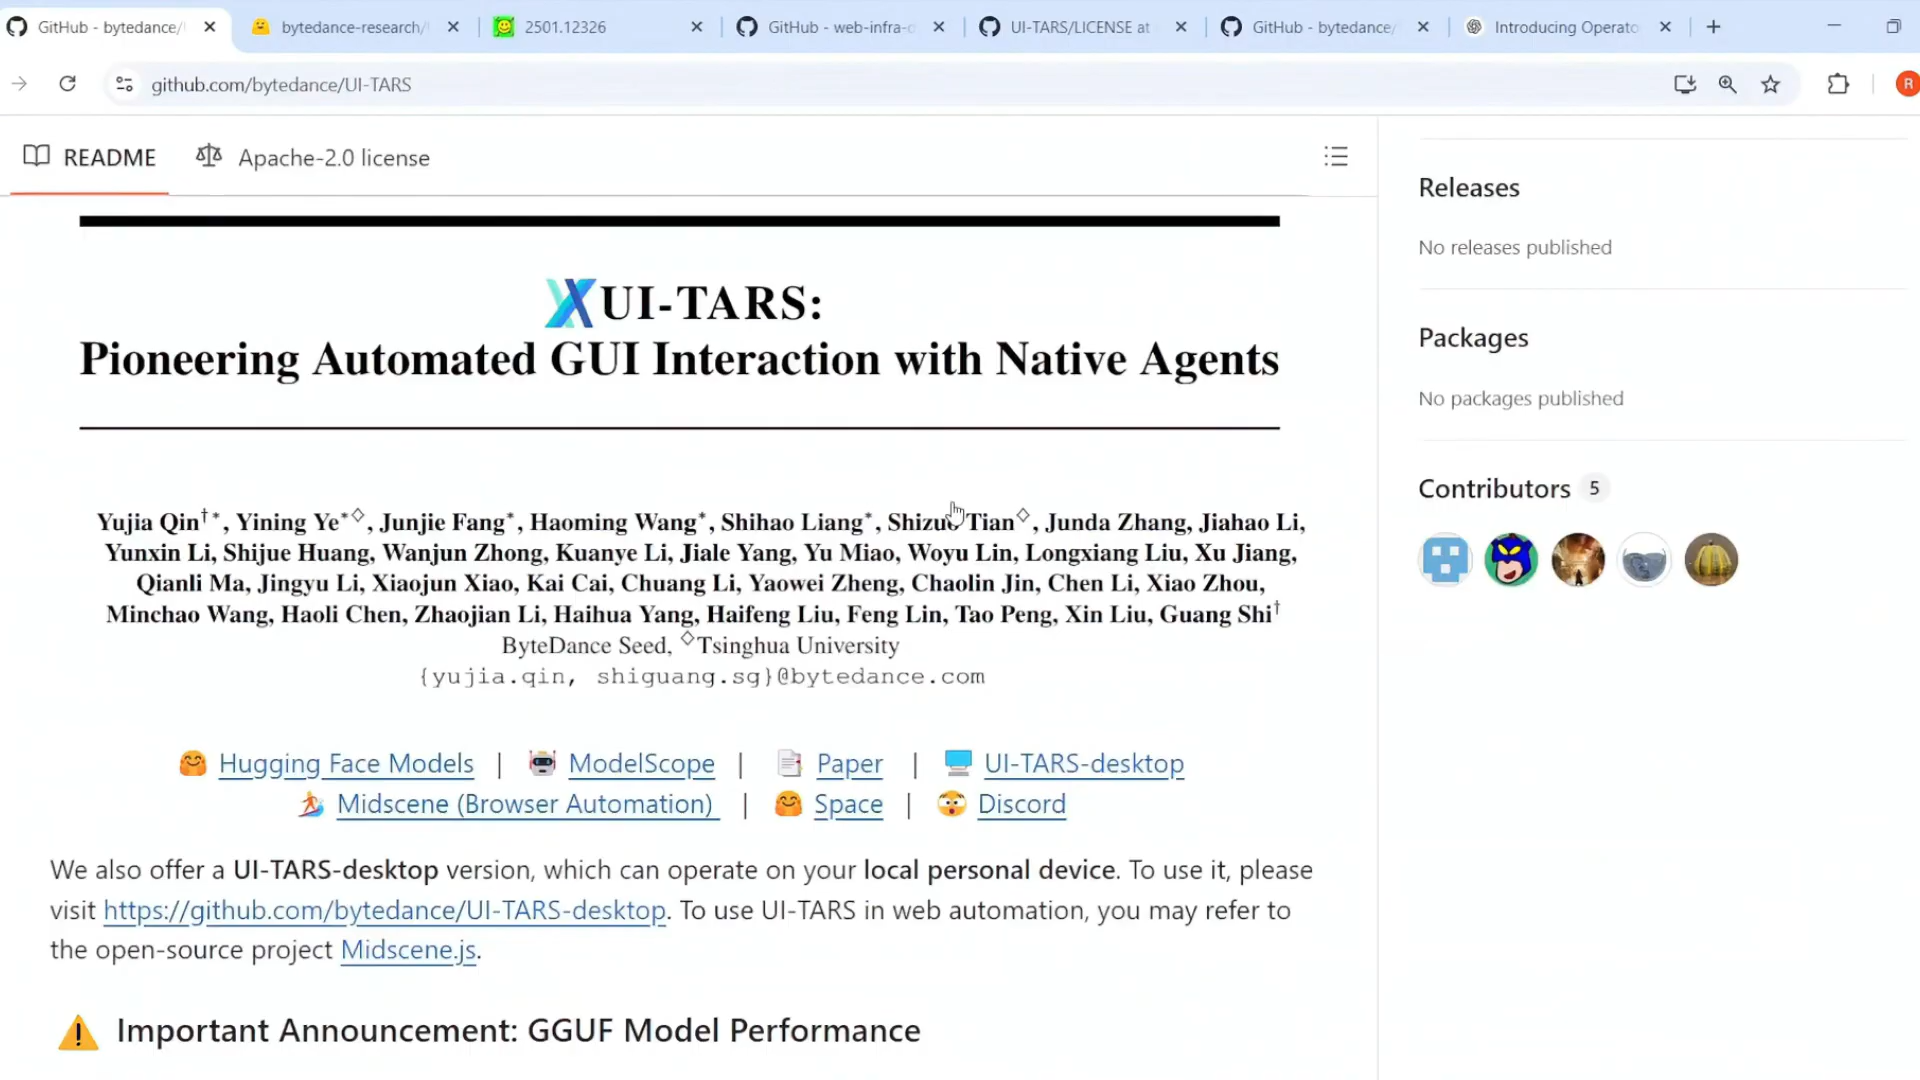 GitHub - bytedance/
bytedance-research/
2501.12326
GitHub - web-infra-d
UI-TARS/LICENSE at
GitHub - bytedance/
Introducing Operato
github.com/bytedance/UI-TARS
R
README
Apache-2.0 license
UI-TARS:
Pioneering Automated GUI Interaction with Native Agents
Yujia Qin†*, Yining Ye*◇, Junjie Fang*, Haoming Wang*, Shihao Liang*, Shizuo Tian◇, Junda Zhang, Jiahao Li,
Yunxin Li, Shijue Huang, Wanjun Zhong, Kuanye Li, Jiale Yang, Yu Miao, Woyu Lin, Longxiang Liu, Xu Jiang,
Qianli Ma, Jingyu Li, Xiaojun Xiao, Kai Cai, Chuang Li, Yaowei Zheng, Chaolin Jin, Chen Li, Xiao Zhou,
Minchao Wang, Haoli Chen, Zhaojian Li, Haihua Yang, Haifeng Liu, Feng Lin, Tao Peng, Xin Liu, Guang Shi†
ByteDance Seed, ◇Tsinghua University
{yujia.qin, shiguang.sg}@bytedance.com
Hugging Face Models | ModelScope | Paper | UI-TARS-desktop
Midscene (Browser Automation) | Space | Discord
We also offer a UI-TARS-desktop version, which can operate on your local personal device. To use it, please
visit https://github.com/bytedance/UI-TARS-desktop. To use UI-TARS in web automation, you may refer to
the open-source project Midscene.js.
Important Announcement: GGUF Model Performance
Releases
No releases published
Packages
No packages published
Contributors 5